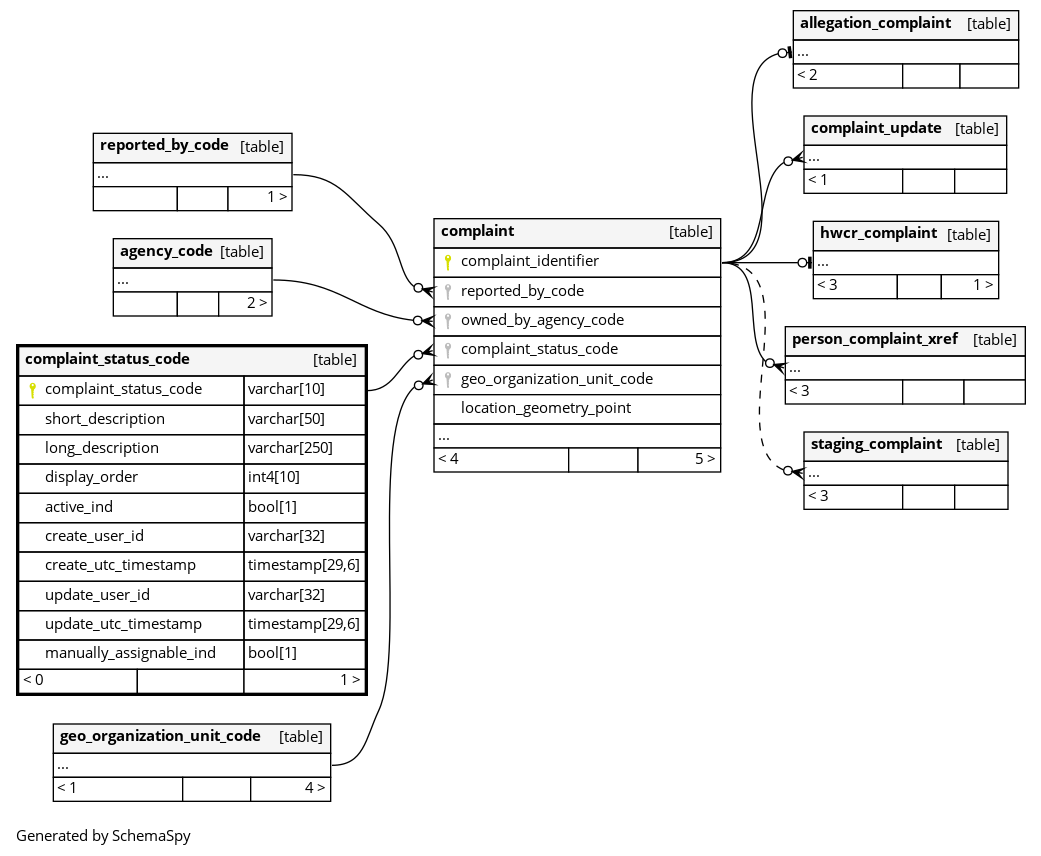 allegation_complaint [table]
...
< 2
complaint_update [table]
...
< 1
reported_by_code [table]
...
1 >
hwcr_complaint [table]
...
< 3 1 >
agency_code [table]
...
2 >
complaint [table]
complaint_identifier
reported_by_code
owned_by_agency_code
complaint_status_code
geo_organization_unit_code
location_geometry_point
...
< 4 5 >
person_complaint_xref [table]
...
< 3
staging_complaint [table]
...
< 3
complaint_status_code [table]
complaint_status_code varchar[10]
short_description varchar[50]
long_description varchar[250]
display_order int4[10]
active_ind bool[1]
create_user_id varchar[32]
create_utc_timestamp timestamp[29,6]
update_user_id varchar[32]
update_utc_timestamp timestamp[29,6]
manually_assignable_ind bool[1]
< 0 1 >
geo_organization_unit_code [table]
...
< 1 4 >
Generated by SchemaSpy